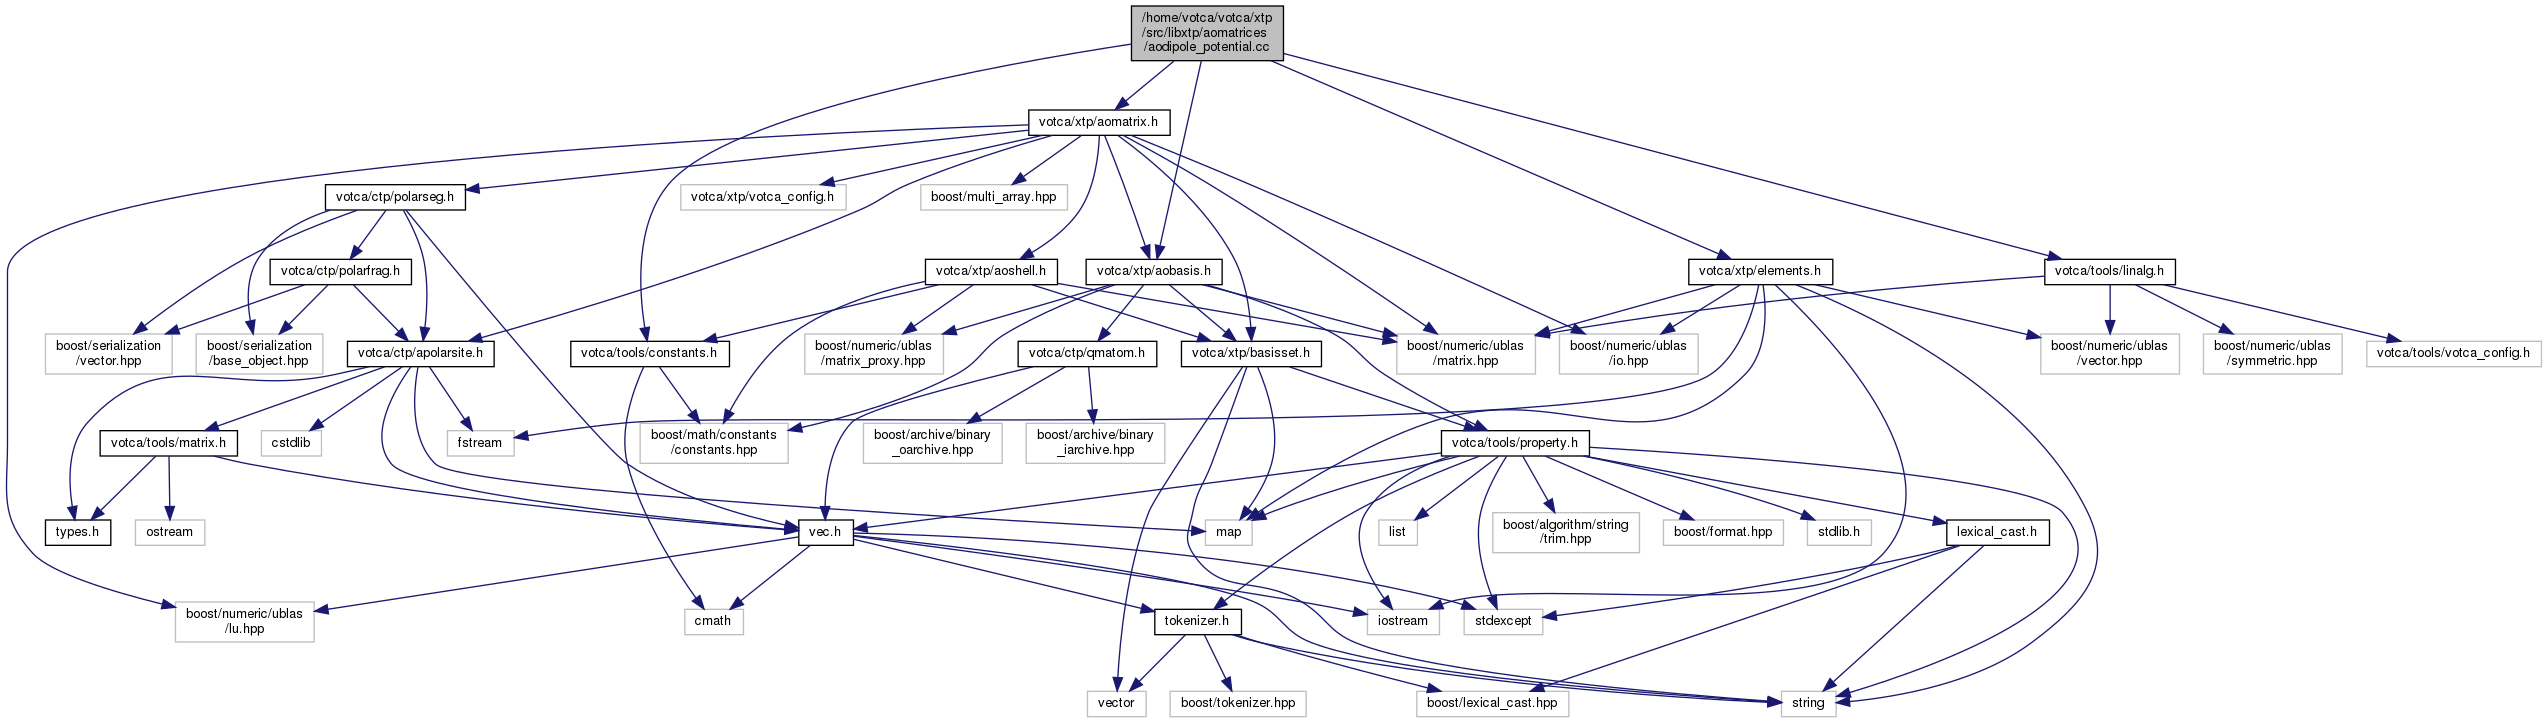 /home/votca/votca/xtp
/src/libxtp/aomatrices
/aodipole_potential.cc
votca/xtp/aomatrix.h
votca/ctp/polarseg.h
votca/xtp/votca_config.h
boost/multi_array.hpp
votca/ctp/polarfrag.h
votca/xtp/aoshell.h
votca/xtp/aobasis.h
votca/xtp/elements.h
votca/tools/linalg.h
boost/serialization
/vector.hpp
boost/serialization
/base_object.hpp
votca/ctp/apolarsite.h
votca/tools/constants.h
boost/numeric/ublas
/matrix_proxy.hpp
votca/ctp/qmatom.h
votca/xtp/basisset.h
boost/numeric/ublas
/matrix.hpp
boost/numeric/ublas
/io.hpp
boost/numeric/ublas
/vector.hpp
boost/numeric/ublas
/symmetric.hpp
votca/tools/votca_config.h
votca/tools/matrix.h
cstdlib
fstream
boost/math/constants
/constants.hpp
boost/archive/binary
_oarchive.hpp
boost/archive/binary
_iarchive.hpp
votca/tools/property.h
types.h
ostream
vec.h
map
list
boost/algorithm/string
/trim.hpp
boost/format.hpp
stdlib.h
lexical_cast.h
boost/numeric/ublas
/lu.hpp
cmath
tokenizer.h
iostream
stdexcept
vector
boost/tokenizer.hpp
boost/lexical_cast.hpp
string